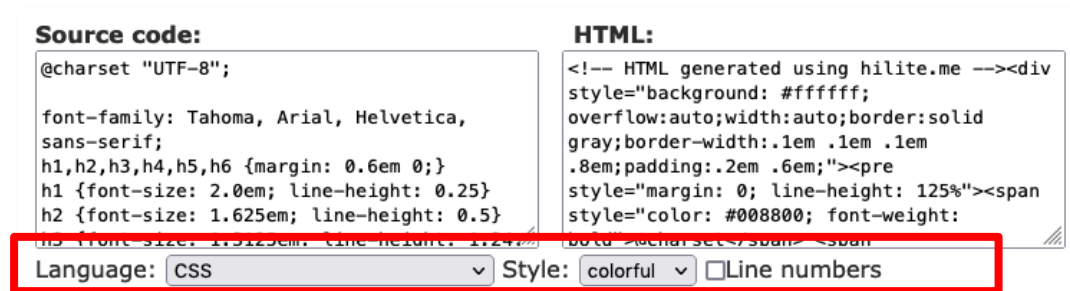 Source code:
@charset "UTF-8";
font-family: Tahoma, Arial, Helvetica,
sans-serif;
h1,h2,h3,h4,h5,h6 {margin: 0.6em 0;}
h1 {font-size: 2.0em; line-height: 0.25}
h2 {font-size: 1.625em; line-height: 0.5}
HTML:
<!-- HTML generated using hilite.me --><div
style="background: #ffffff;
overflow:auto;width:auto;border:solid
gray;border-width:.1em .1em .1em
.8em;padding:.2em .6em;"><pre
style="margin: 0; line-height: 125%"><span
style="color: #008800; font-weight:
bold">@charset</span> <span
Language: CSS Style: colorful Line numbers